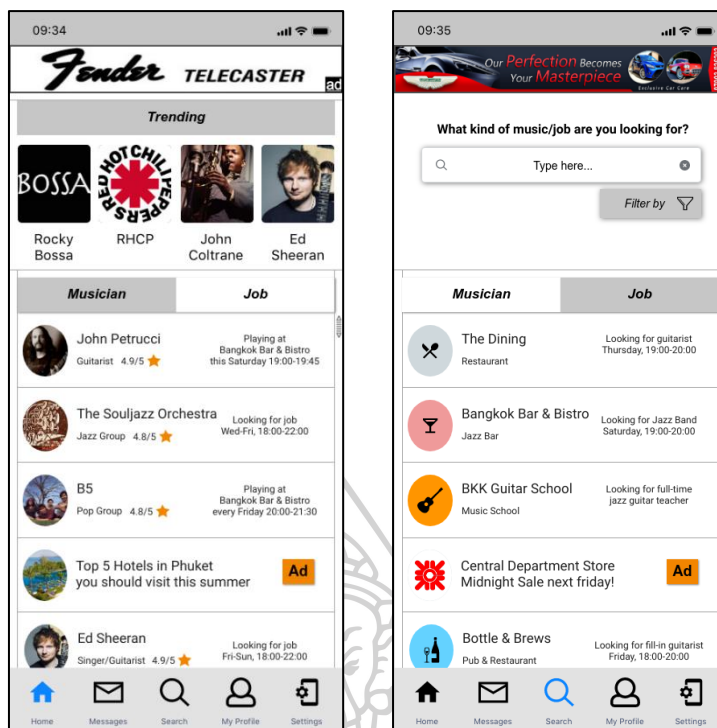 09:34
Fender TELECASTER
ad
Trending
BOSSA
RED HOT CHILI PEPPERS
Rocky Bossa
RHCP
John Coltrane
Ed Sheeran
Musician
Job
John Petrucci
Guitarist 4.9/5
Playing at
Bangkok Bar & Bistro
this Saturday 19:00-19:45
The Souljazz Orchestra
Jazz Group 4.8/5
Looking for job
Wed-Fri, 18:00-22:00
B5
Pop Group 4.8/5
Playing at
Bangkok Bar & Bistro
every Friday 20:00-21:30
Top 5 Hotels in Phuket
you should visit this summer
Ad
Ed Sheeran
Singer/Guitarist 4.9/5
Looking for job
Fri-Sun, 18:00-22:00
Home
Messages
Search
My Profile
Settings
09:35
Our Perfection Becomes
Your Masterpiece
Exclusive Car Care
What kind of music/job are you looking for?
Type here...
Filter by
Musician
Job
The Dining
Restaurant
Looking for guitarist
Thursday, 19:00-20:00
Bangkok Bar & Bistro
Jazz Bar
Looking for Jazz Band
Saturday, 19:00-20:00
BKK Guitar School
Music School
Looking for full-time
jazz guitar teacher
Central Department Store
Midnight Sale next friday!
Ad
Bottle & Brews
Pub & Restaurant
Looking for fill-in guitarist
Friday, 18:00-20:00
Home
Messages
Search
My Profile
Settings